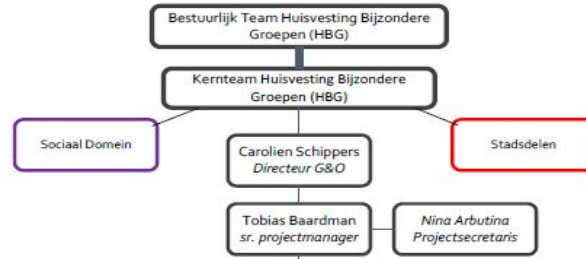 Bestuurlijk Team Huisvesting Bijzondere
Groepen (HBG)
Kernteam Huisvesting Bijzondere
Groepen (HBG)
Sociaal Domein
Carolien Schippers
Directeur G&O
Stadsdelen
Tobias Baardman
sr. projectmanager
Nina Arbutina
Projectsecretaris